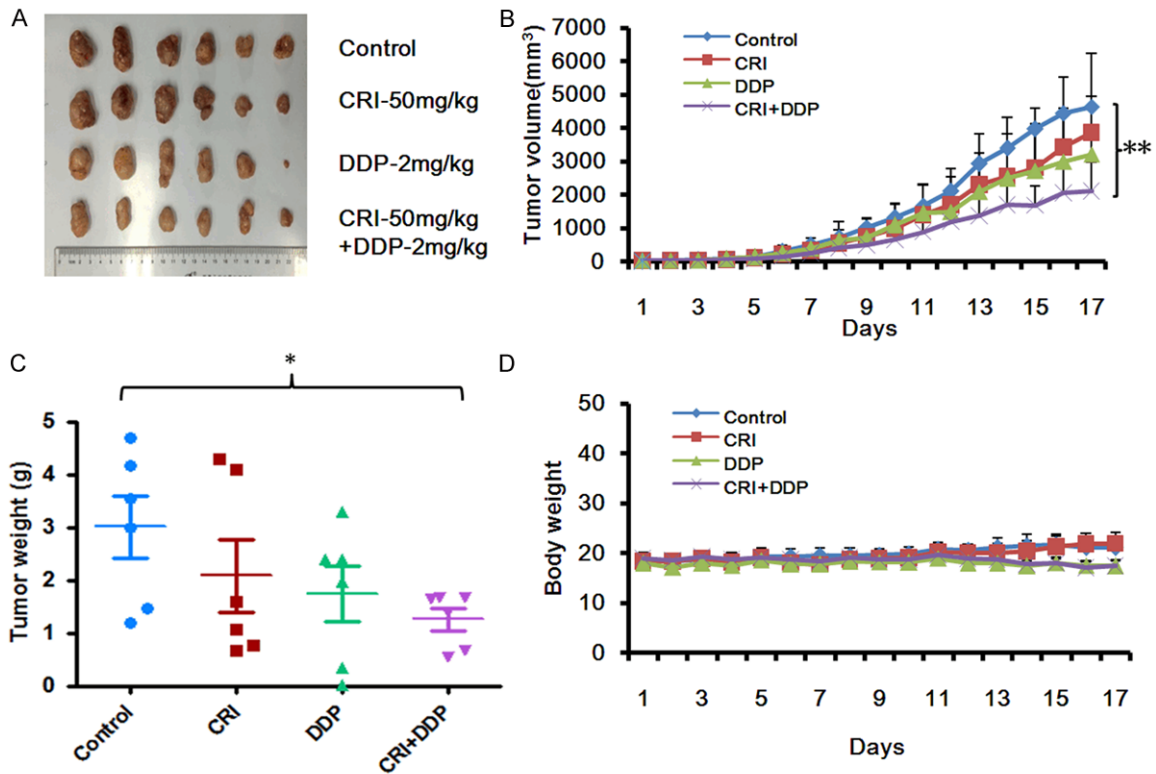 A
Control
CRI-50mg/kg
DDP-2mg/kg
CRI-50mg/kg
+DDP-2mg/kg
B
Tumor volume(mm³)
7000
6000
5000
4000
3000
2000
1000
0
Control
CRI
DDP
CRI+DDP
**
1 3 5 7 9 11 13 15 17
Days
C
*
Tumor weight (g)
5
4
3
2
1
0
Control
CRI
DDP
CRI+DDP
D
Body weight
50
40
30
20
10
0
Control
CRI
DDP
CRI+DDP
1 3 5 7 9 11 13 15 17
Days